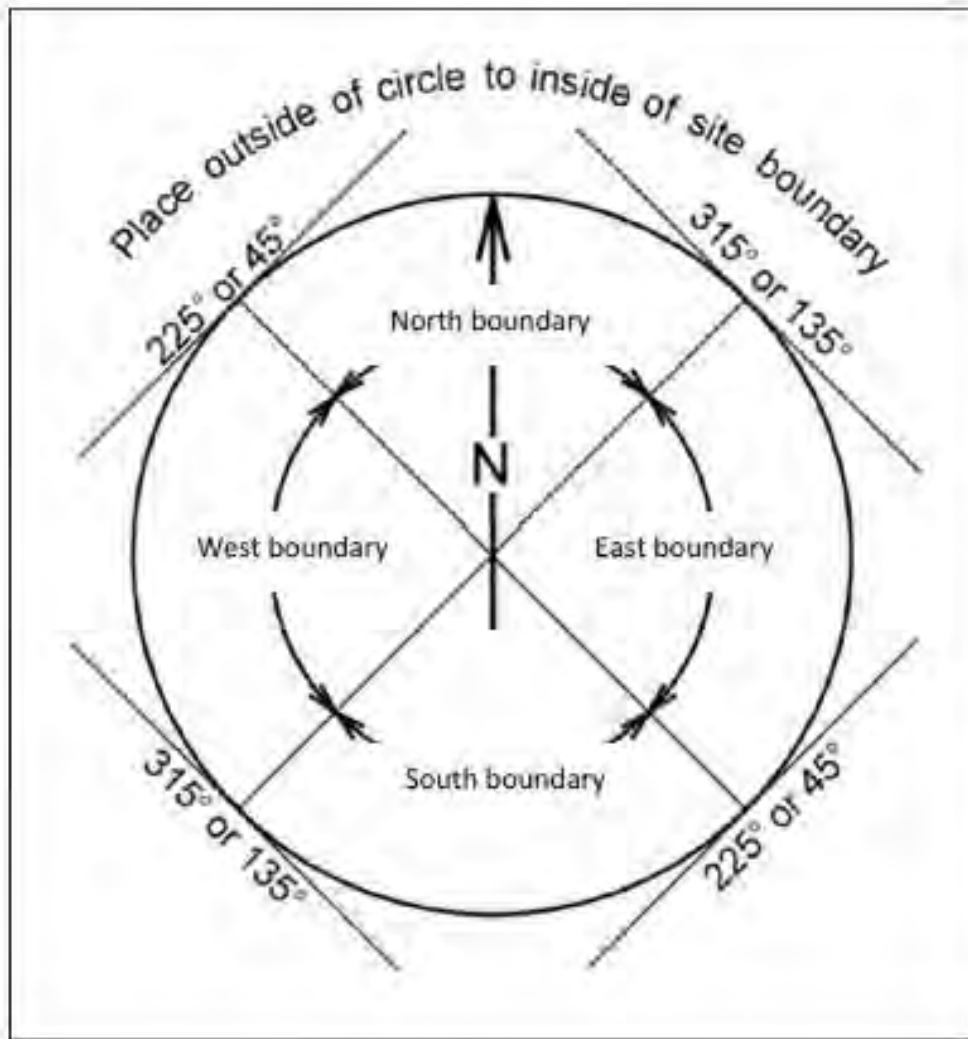 Place outside of circle to inside of site boundary
225° or 45°
315° or 135°
North boundary
N
West boundary
East boundary
South boundary
315° or 135°
225° or 45°